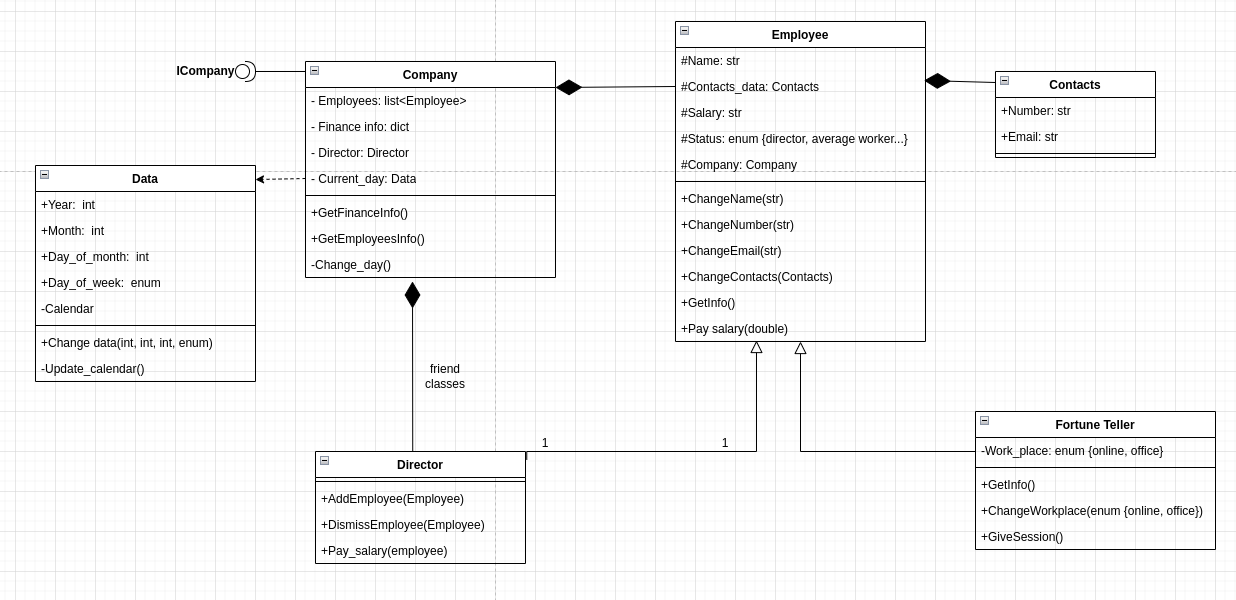 ICompany
Company
- Employees: list<Employee>
- Finance info: dict
- Director: Director
- Current_day: Data
+GetFinanceInfo()
+GetEmployeesInfo()
-Change_day()
Employee
#Name: str
#Contacts_data: Contacts
#Salary: str
#Status: enum {director, average worker...}
#Company: Company
+ChangeName(str)
+ChangeNumber(str)
+ChangeEmail(str)
+ChangeContacts(Contacts)
+GetInfo()
+Pay salary(double)
Contacts
+Number: str
+Email: str
Data
+Year: int
+Month: int
+Day_of_month: int
+Day_of_week: enum
-Calendar
+Change data(int, int, int, enum)
-Update_calendar()
friend
classes
1
1
Director
+AddEmployee(Employee)
+DismissEmployee(Employee)
+Pay_salary(employee)
Fortune Teller
-Work_place: enum {online, office}
+GetInfo()
+ChangeWorkplace(enum {online, office})
+GiveSession()